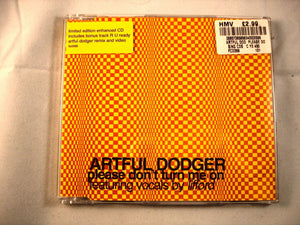 limited edition enhanced CD
includes bonus track R U ready
artful dodger remix and video
HMV £2.99
ARTFUL DODGER
please don't turn me on
featuring vocals by lifford